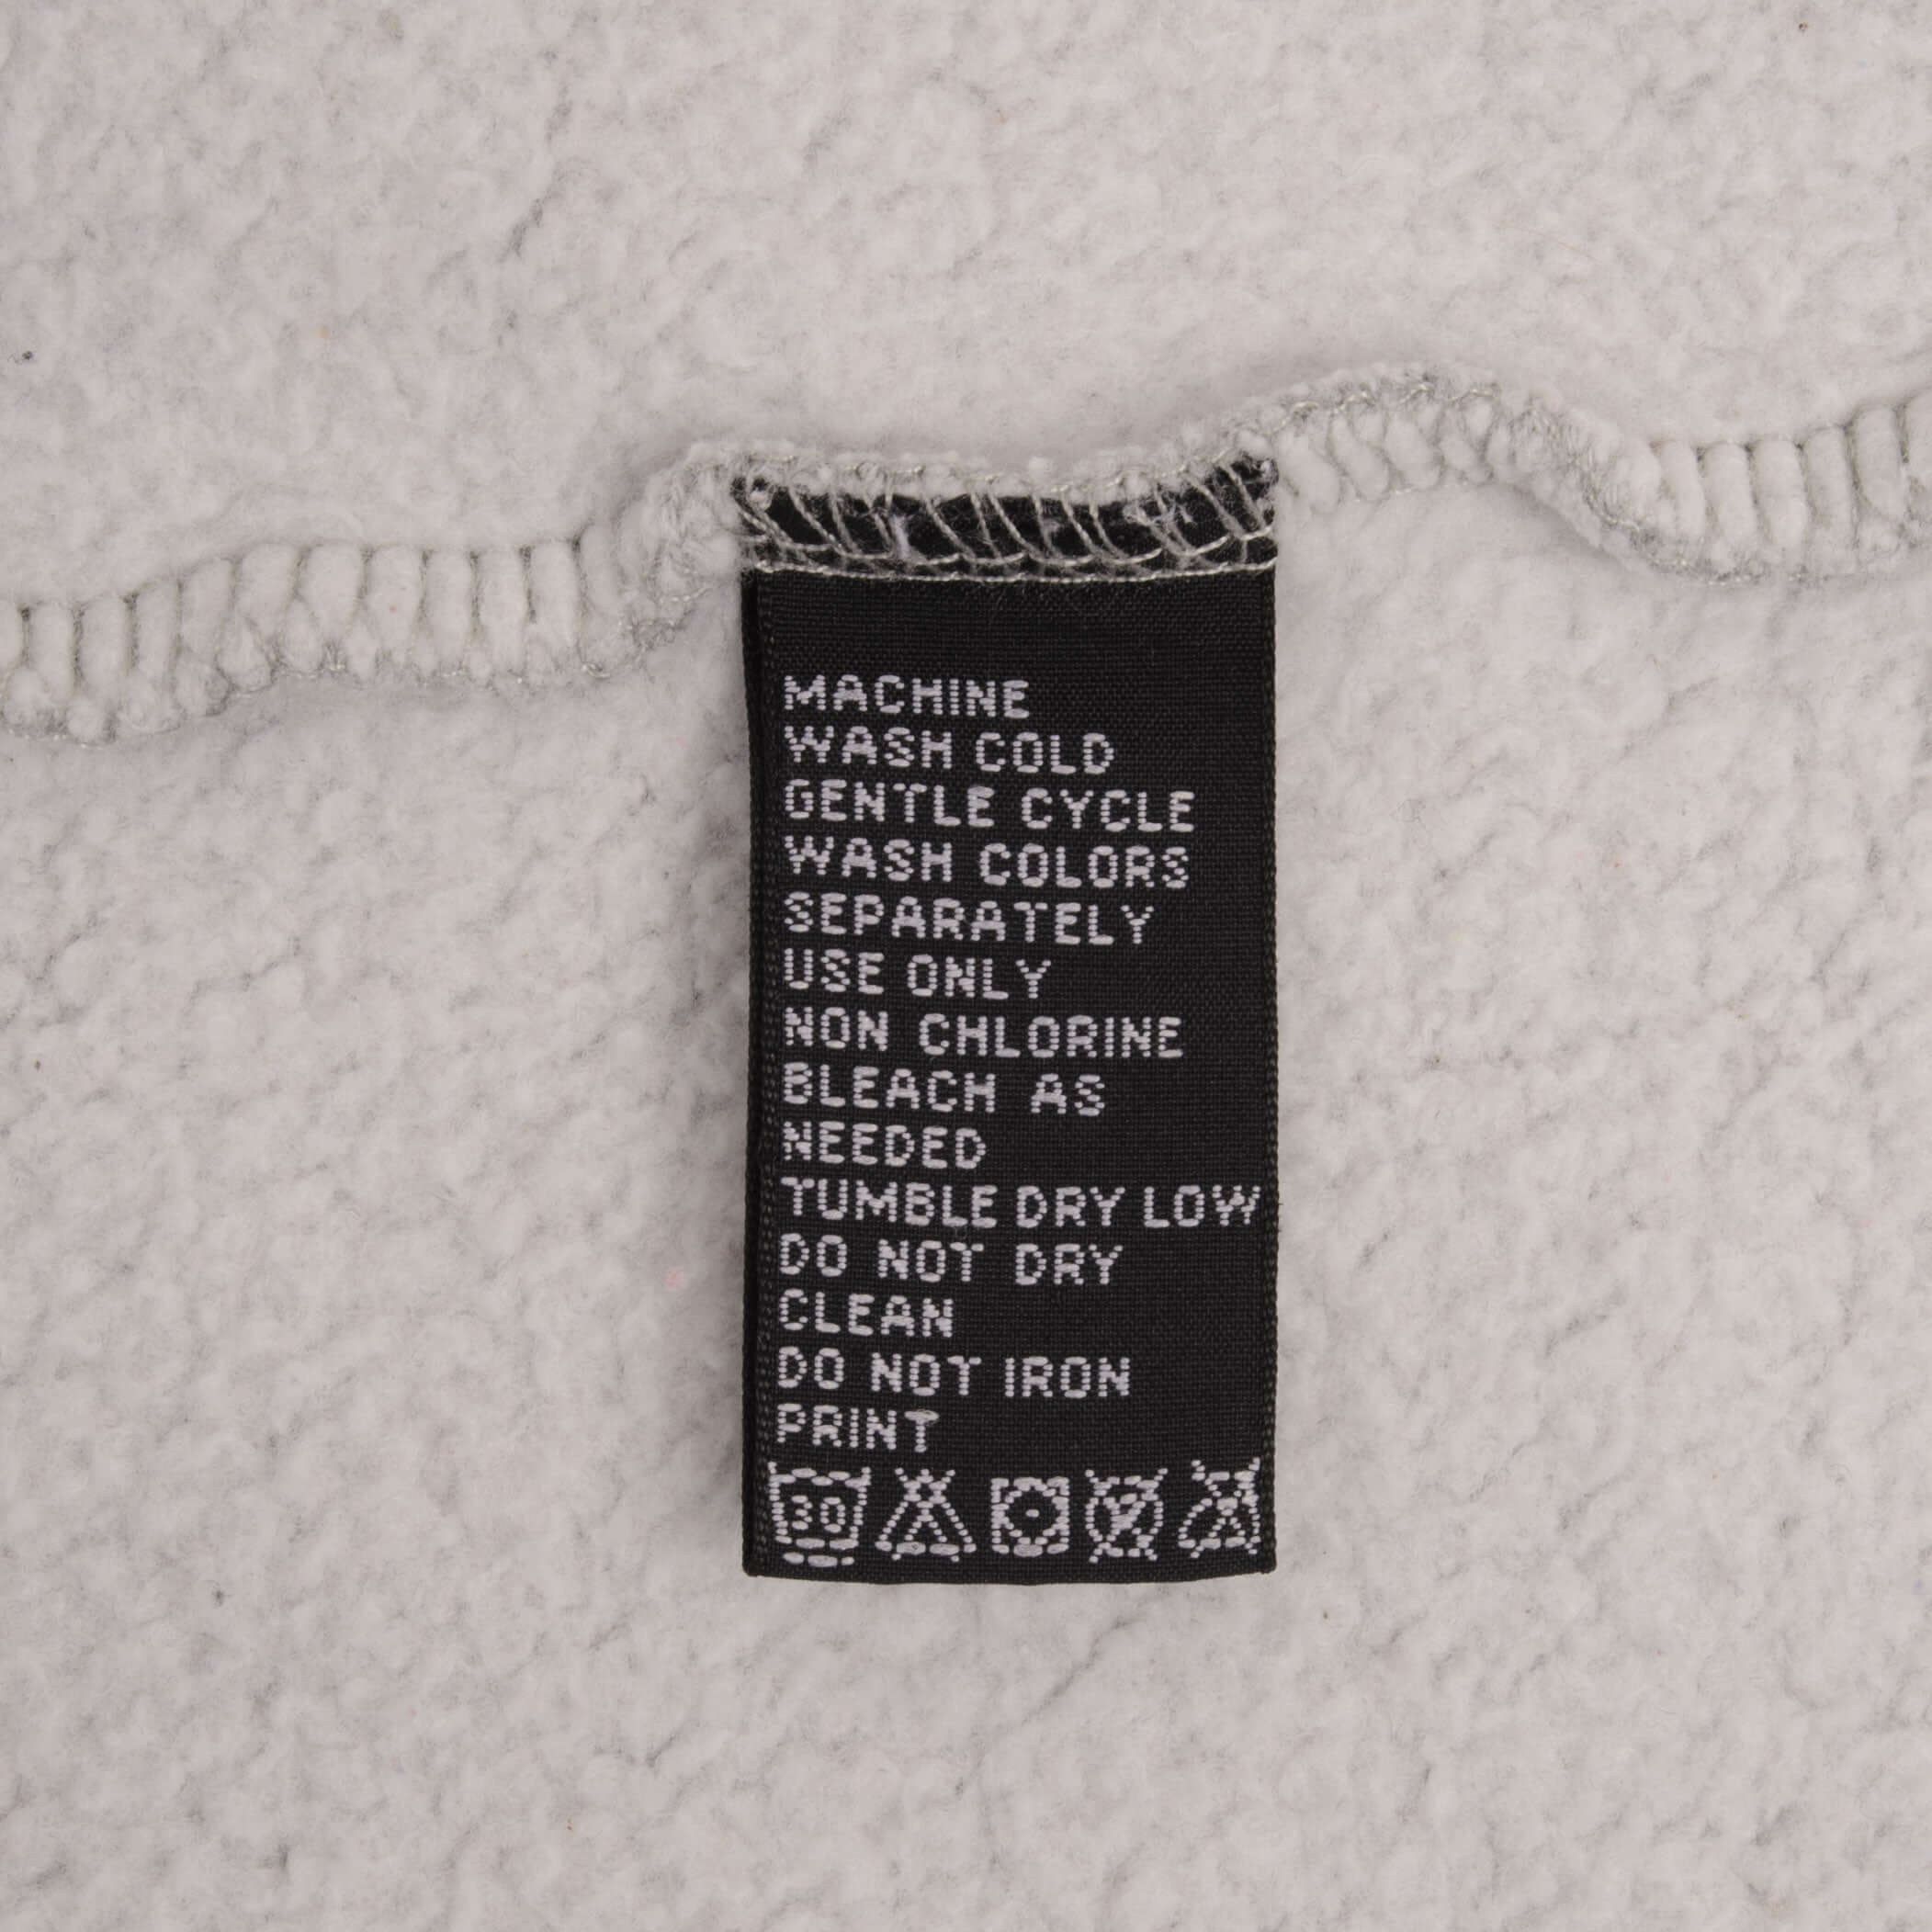 MACHINE
WASH COLD
GENTLE CYCLE
WASH COLORS
SEPARATELY
USE ONLY
NON CHLORINE
BLEACH AS
NEEDED
TUMBLE DRY LOW
DO NOT DRY
CLEAN
DO NOT IRON
PRINT
30